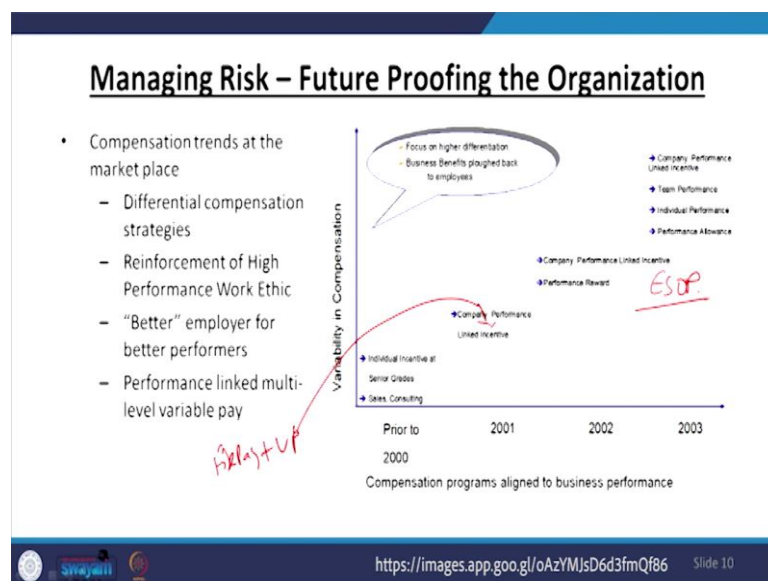 Managing Risk – Future Proofing the Organization
• Compensation trends at the
market place
– Differential compensation
strategies
– Reinforcement of High
Performance Work Ethic
– "Better" employer for
better performers
– Performance linked multi-
level variable pay
Variability in Compensation
Focus on higher differentiation
Business Benefits ploughed back
to employees
Company Performance
Linked Incentive
Team Performance
Individual Performance
Performance Allowance
Company Performance Linked Incentive
Performance Reward
ESOP
Company Performance
Linked Incentive
Individual Incentive at
Senior Grades
Sales, Consulting
Prior to
2000
2001
2002
2003
Compensation programs aligned to business performance
swayam
https://images.app.goo.gl/oAzYMJsD6d3fmQf86
Slide 10